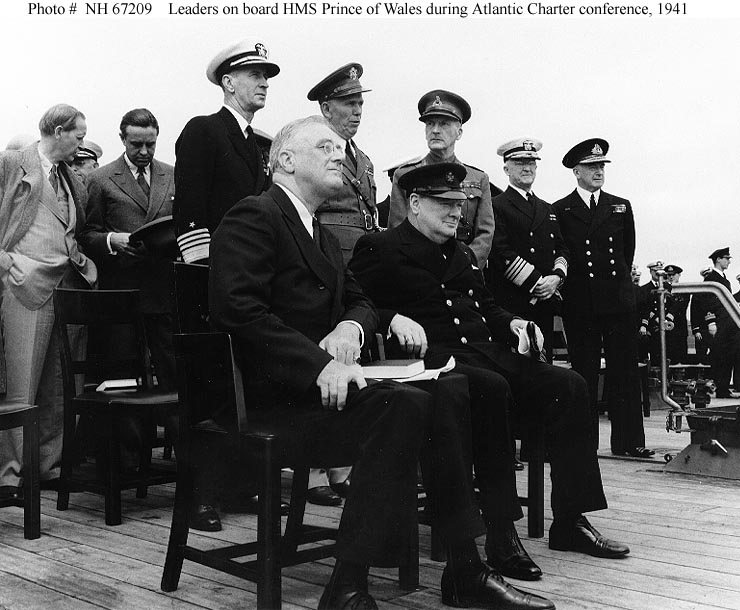 Photo # NH 67209 Leaders on board HMS Prince of Wales during Atlantic Charter conference, 1941